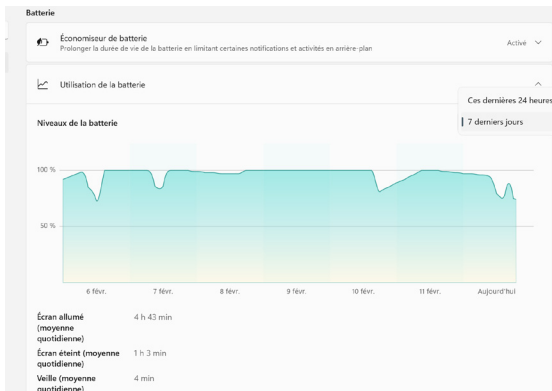 Batterie
Économiseur de batterie
Prolonger la durée de vie de la batterie en limitant certaines notifications et activités en arrière-plan
Activé
Utilisation de la batterie
Ces dernières 24 heures
7 derniers jours
Niveaux de la batterie
100 %
50 %
6 févr. 7 févr. 8 févr. 9 févr. 10 févr. 11 févr. Aujourd'hui
Écran allumé 4 h 43 min
(moyenne
quotidienne)
Écran éteint (moyenne 1 h 3 min
quotidienne)
Veille (moyenne 4 min
quotidienne)